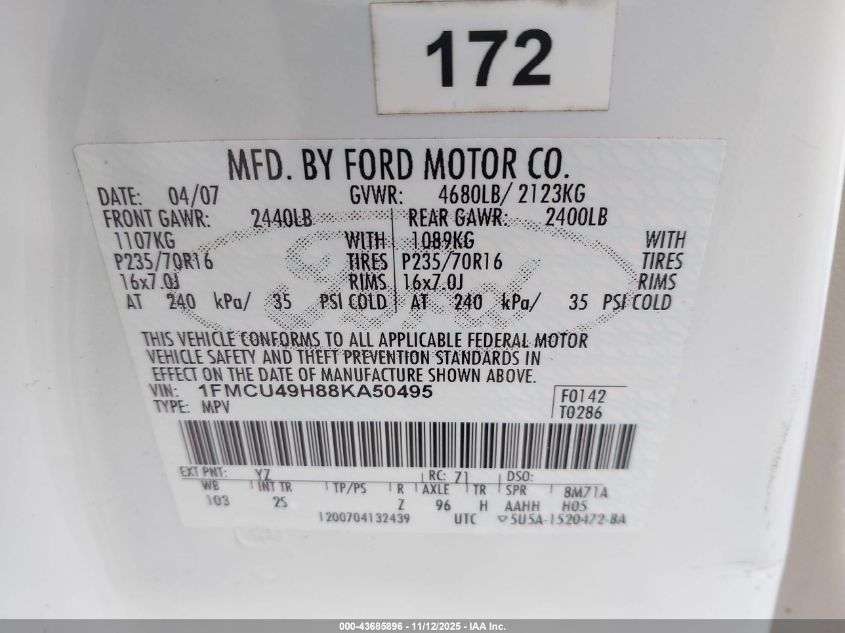 172
MFD. BY FORD MOTOR CO.
DATE: 04/07 GVWR: 4680LB/ 2123KG
FRONT GAWR: 2440LB REAR GAWR: 2400LB
1107KG WITH 1089KG WITH
P235/70R16 TIRES P235/70R16 TIRES
16x7.0J RIMS 16x7.0J RIMS
AT 240 kPa/ 35 PSI COLD AT 240 kPa/ 35 PSI COLD
THIS VEHICLE CONFORMS TO ALL APPLICABLE FEDERAL MOTOR
VEHICLE SAFETY AND THEFT PREVENTION STANDARDS IN
EFFECT ON THE DATE OF MANUFACTURE SHOWN ABOVE.
VIN: 1FMCU49H88KA50495 F0142
TYPE: MPV T0286
EXT PNT: YZ RC: 71 DSO:
WB INT TR TP/PS R AXLE TR SPR 8M71A
103 2S Z 96 H AAHH H05
1200704132439 UTC 5U5A-1520472-BA
000-43685896 - 11/12/2025 - IAA Inc.